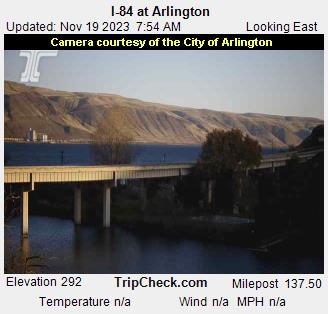 I-84 at Arlington
Updated: Nov 19 2023 7:54 AM Looking East
Camera courtesy of the City of Arlington
Elevation 292 TripCheck.com Milepost 137.50
Temperature n/a Wind n/a MPH n/a